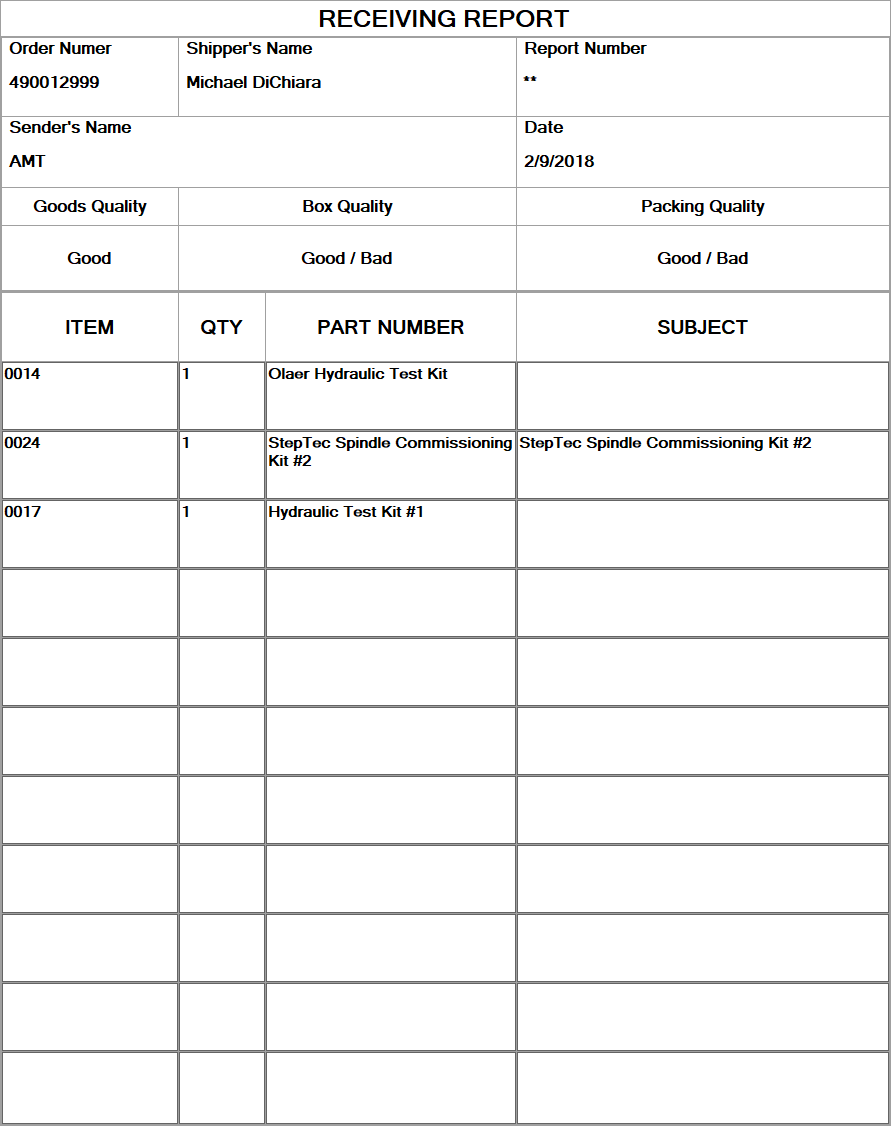 RECEIVING REPORT
Order Numer
Shipper's Name
Report Number
490012999
Michael DiChiara
**
Sender's Name
Date
AMT
2/9/2018
Goods Quality
Box Quality
Packing Quality
Good
Good / Bad
Good / Bad
ITEM
QTY
PART NUMBER
SUBJECT
0014
1
Olaer Hydraulic Test Kit
0024
1
StepTec Spindle Commissioning
Kit #2
StepTec Spindle Commissioning Kit #2
0017
1
Hydraulic Test Kit #1